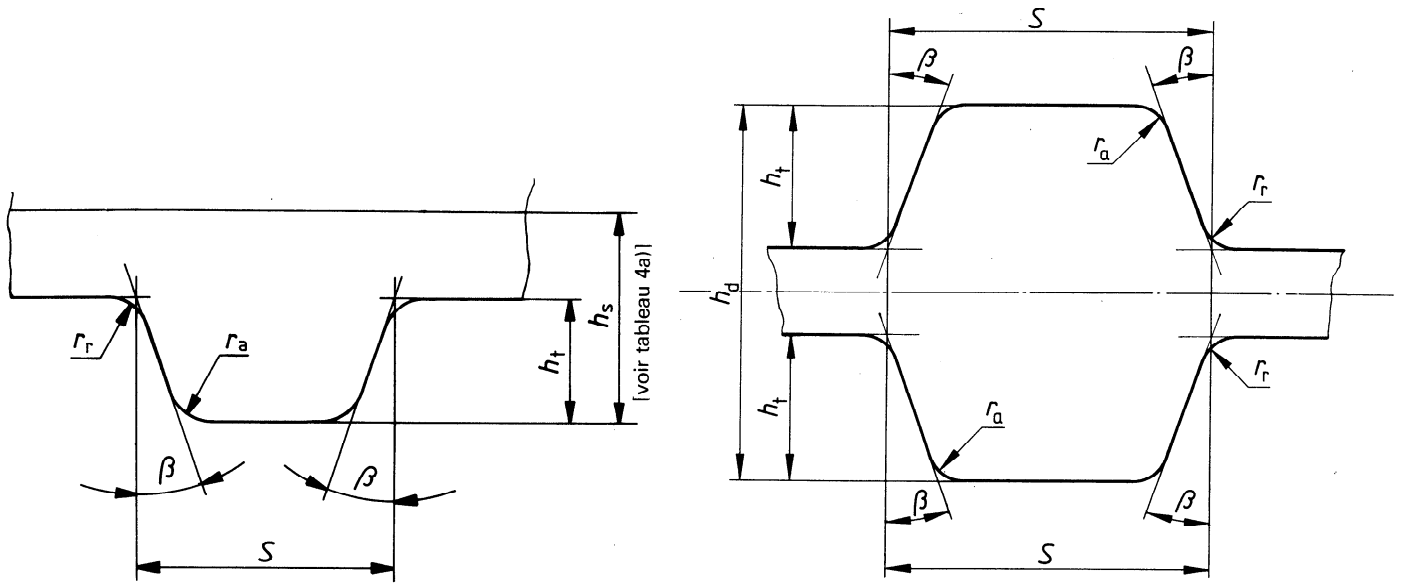 S
β
β
h_t
r_a
r_r
h_d
h_t
r_a
r_r
β
β
S
r_r
r_a
h_t
h_s
[voir tableau 4a)]
β
β
S